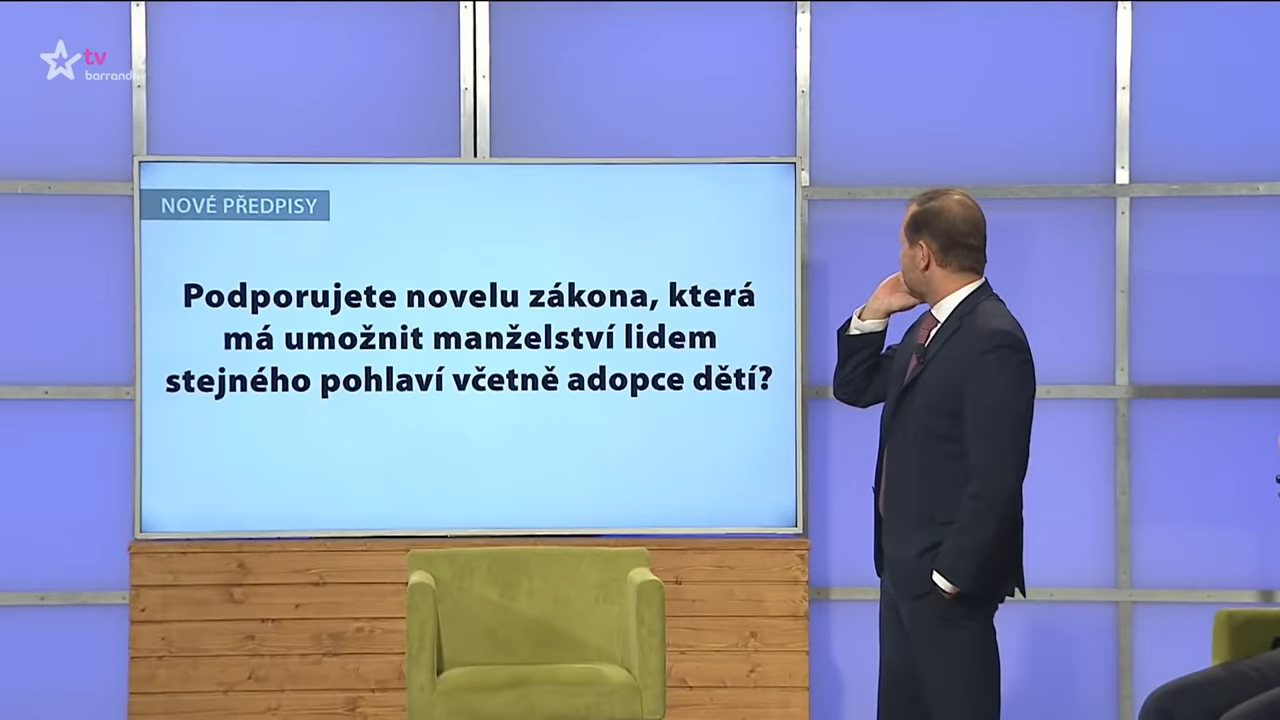 tv
barrandov
NOVÉ PŘEDPISY
Podporujete novelu zákona, která
má umožnit manželství lidem
stejného pohlaví včetně adopce dětí?